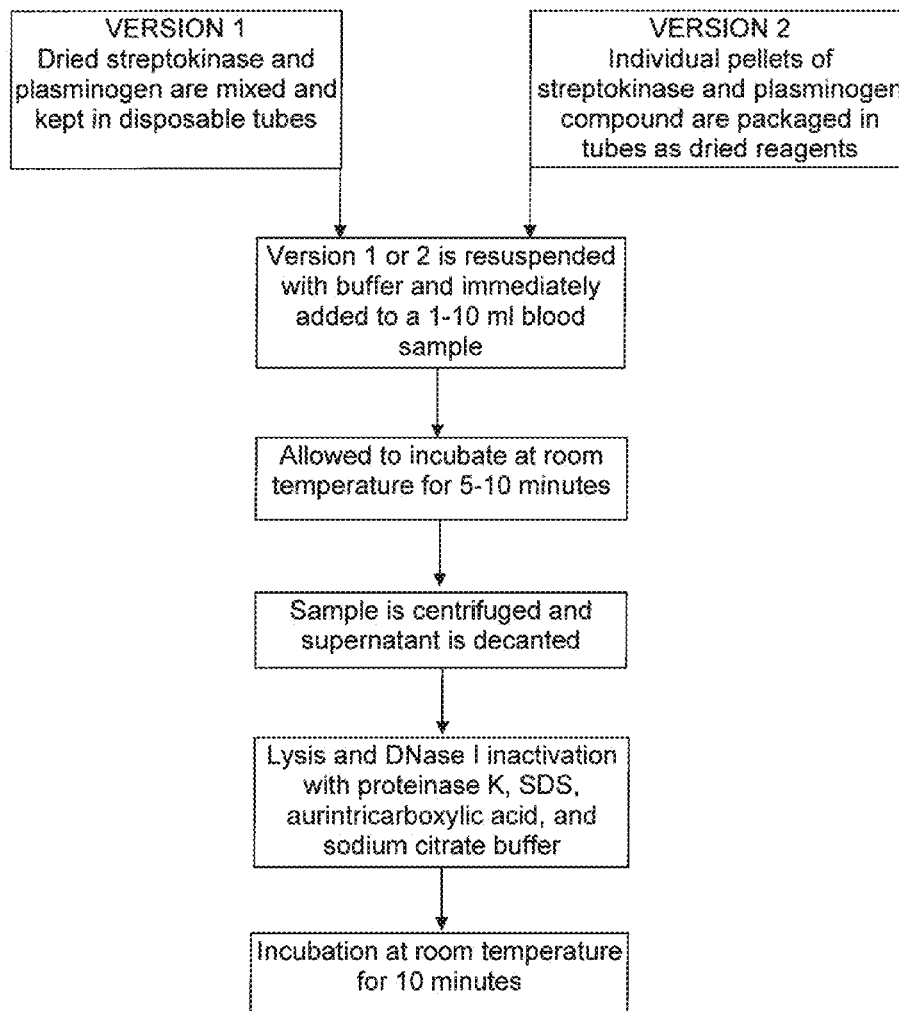 VERSION 1
Dried streptokinase and
plasminogen are mixed and
kept in disposable tubes
VERSION 2
Individual pellets of
streptokinase and plasminogen
compound are packaged in
tubes as dried reagents
Version 1 or 2 is resuspended
with buffer and immediately
added to a 1-10 ml blood
sample
Allowed to incubate at room
temperature for 5-10 minutes
Sample is centrifuged and
supernatant is decanted
Lysis and DNase I inactivation
with proteinase K, SDS,
aurintricarboxylic acid, and
sodium citrate buffer
Incubation at room temperature
for 10 minutes